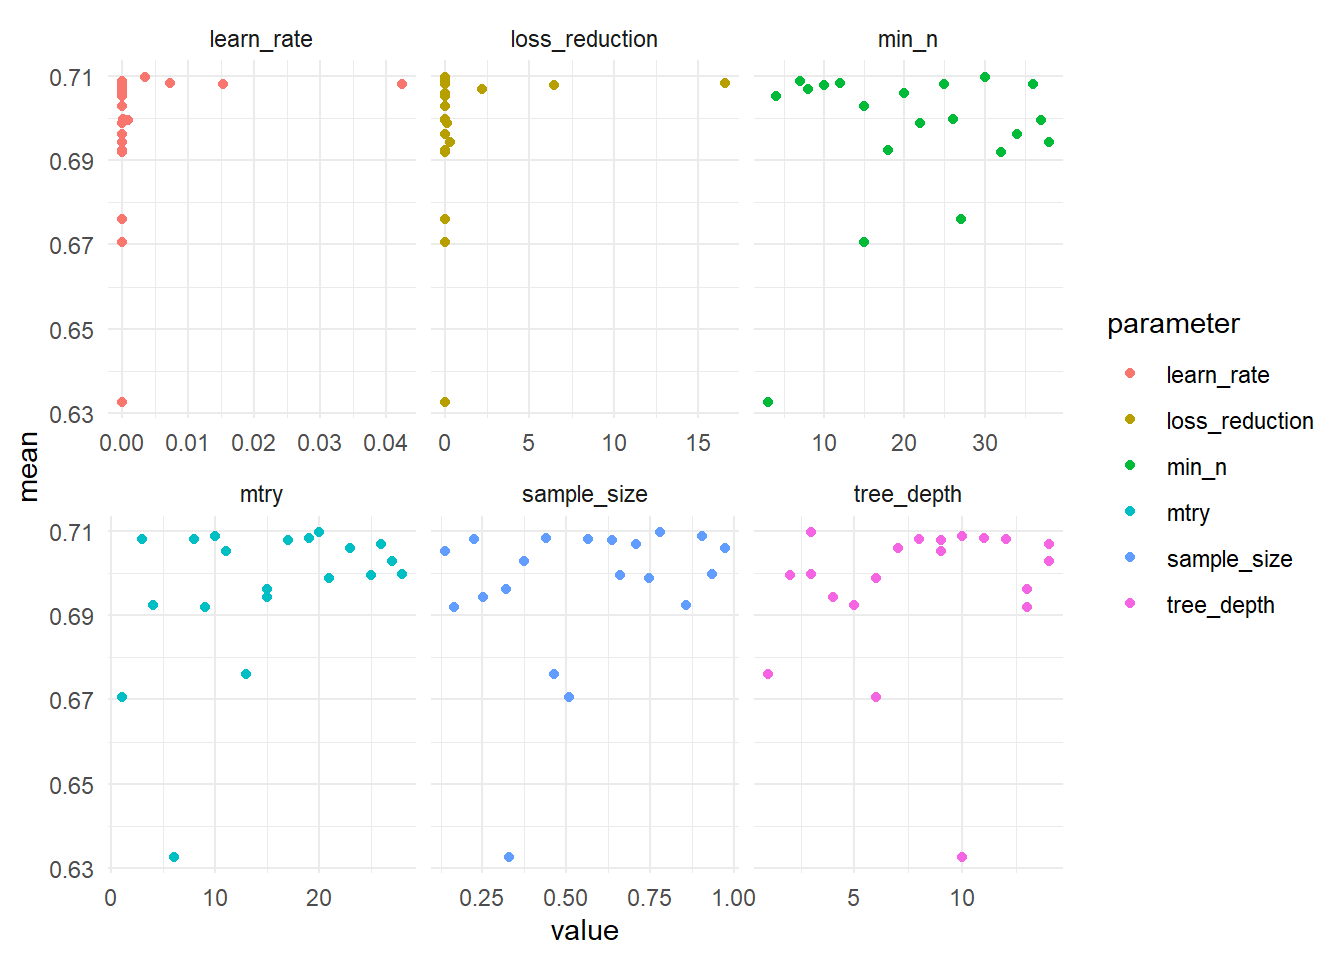 learn_rate
loss_reduction
min_n
0.71
0.69
0.67
0.65
0.63
0.00 0.01 0.02 0.03 0.04
0 5 10 15
10 20 30
mean
mtry
sample_size
tree_depth
0.71
0.69
0.67
0.65
0.63
0 10 20
0.25 0.50 0.75 1.00
5 10
value
parameter
learn_rate
loss_reduction
min_n
mtry
sample_size
tree_depth